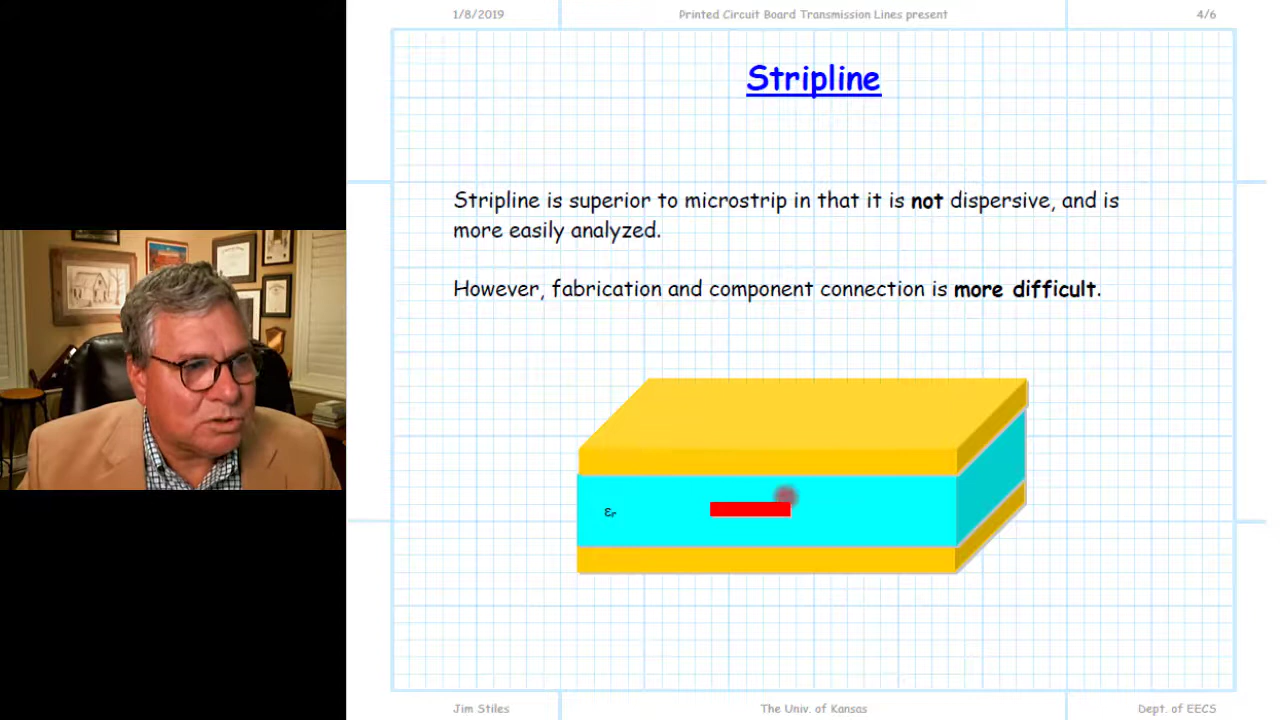 1/8/2019 Printed Circuit Board Transmission Lines present 4/6
Stripline
Stripline is superior to microstrip in that it is not dispersive, and is
more easily analyzed.
However, fabrication and component connection is more difficult.
εr
Jim Stiles The Univ. of Kansas Dept. of EECS